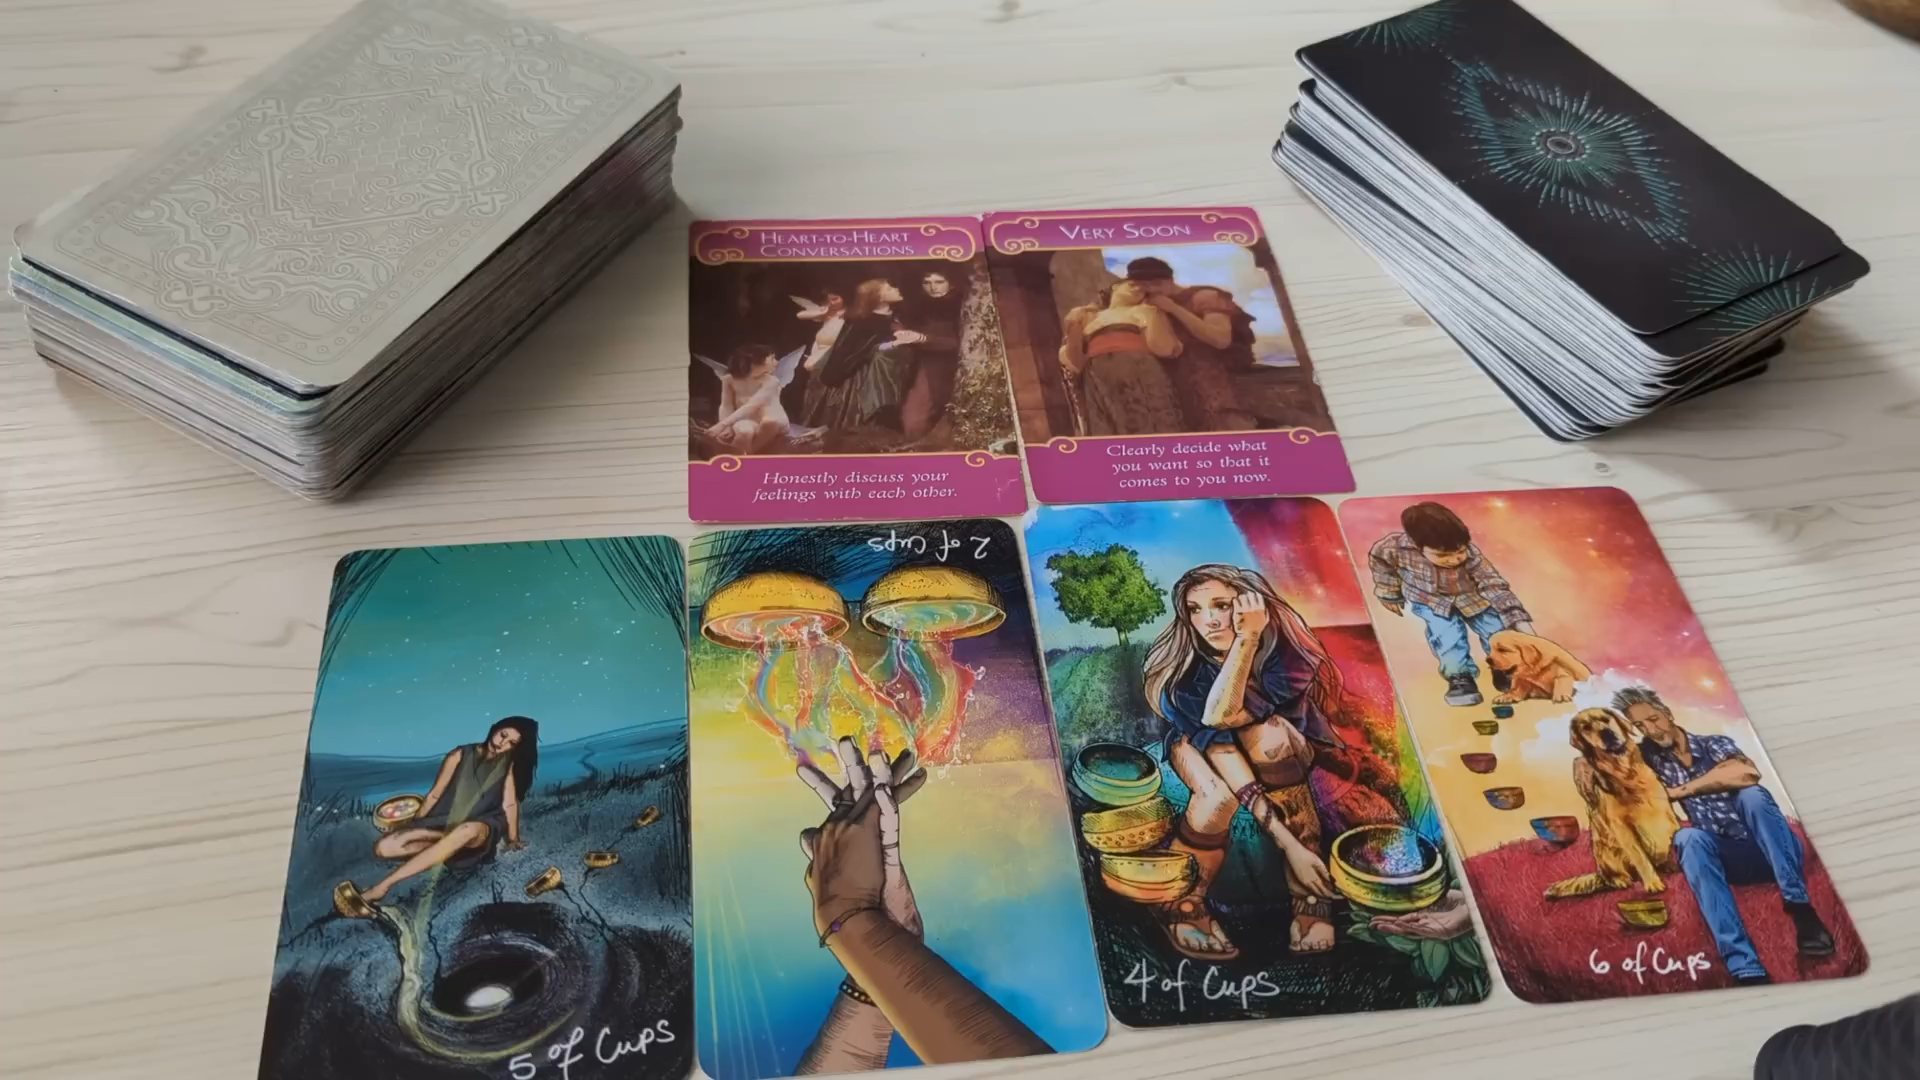 HEART-TO-HEART
CONVERSATIONS
Honestly discuss your
feelings with each other.
VERY SOON
Clearly decide what
you want so that it
comes to you now.
5 of Cups
2 of Cups
4 of Cups
6 of Cups